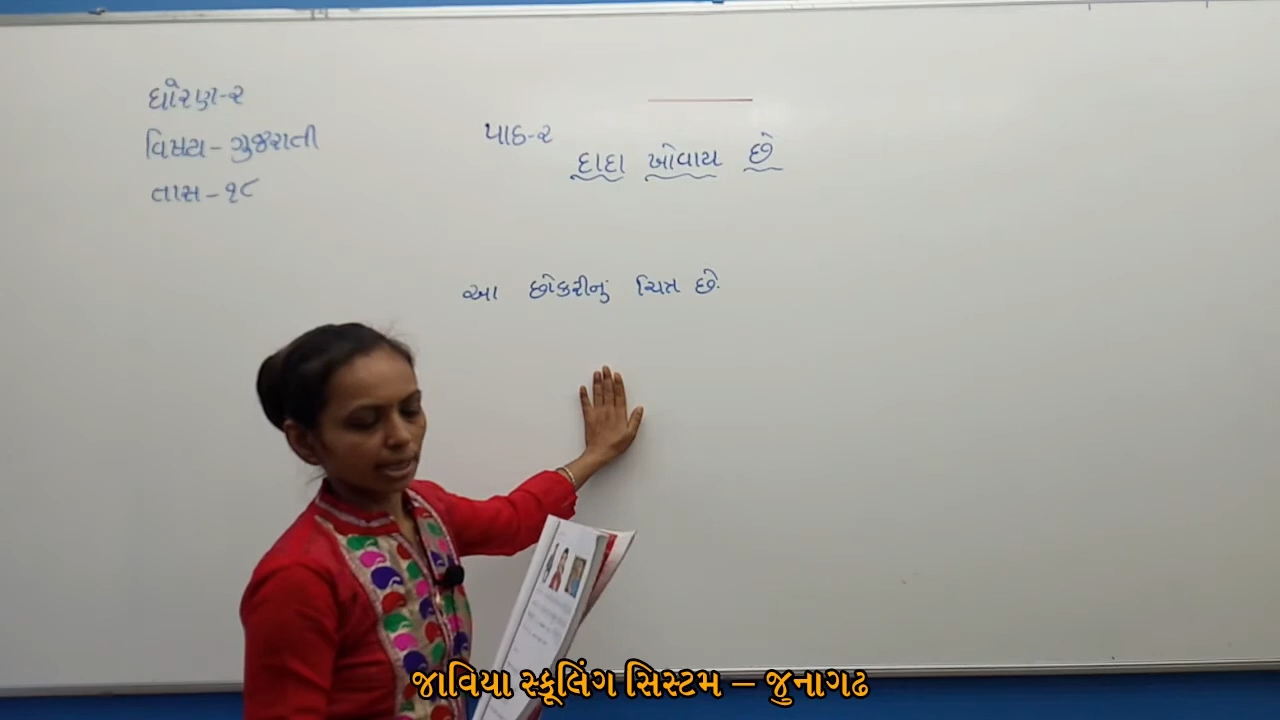 ધોરણ-૨
વિષય - ગુજરાતી
તાસ - ૧૮
પાઠ-૨
દાદા ખોવાય છે
આ છોકરીનું ચિત્ર છે.
જાવિયા સ્કૂલિંગ સિસ્ટમ – જુનાગઢ